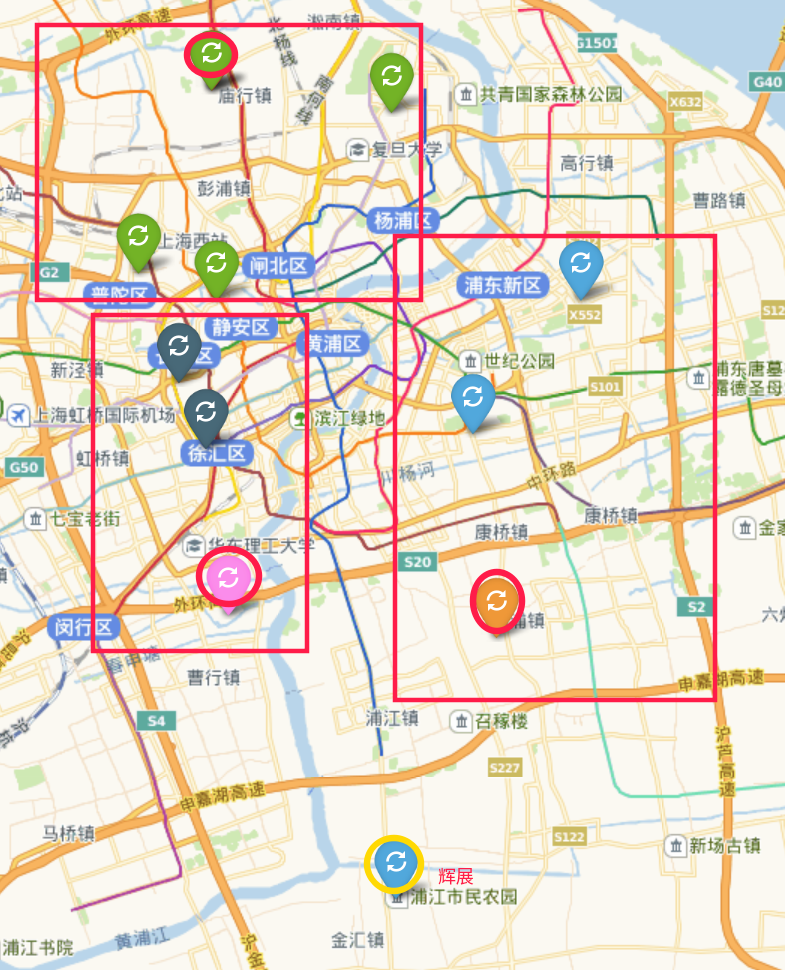 外环高速
淞南镇
北杨线
南何线
G1501
G40
X632
庙行镇
共青国家森林公园
复旦大学
高行镇
彭浦镇
曹路镇
北站
杨浦区
上海西站
闸北区
G2
普陀区
浦东新区
X552
静安区
黄浦区
区
新泾镇
世纪公园
S101
浦东唐墓
露德圣母
上海虹桥国际机场
滨江绿地
虹桥镇
徐汇区
G50
川杨河
中环路
七宝老街
康桥镇
康桥镇
华东理工大学
S20
外环
浦镇
S2
闵行区
春申塘
曹行镇
申嘉湖高速
S4
浦江镇
召稼楼
沪芦高速
S227
申嘉湖高速
马桥镇
S122
新场古镇
辉展
浦江市民农园
浦江书院
黄浦江
金汇镇
沪金